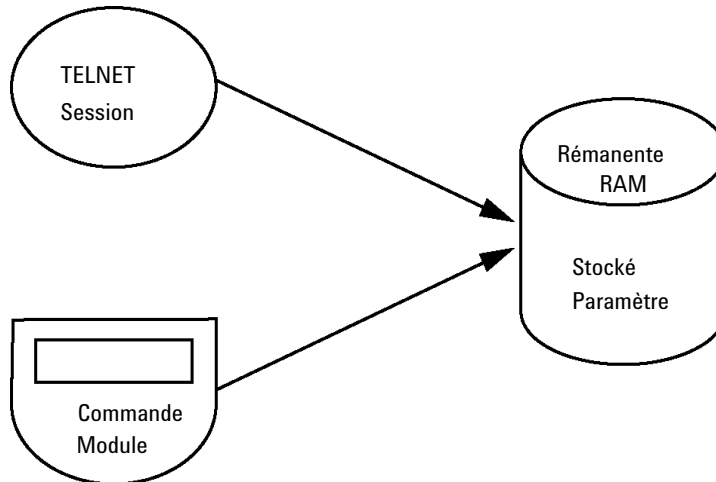 TELNET
Session
Rémanente
RAM
Stocké
Paramètre
Commande
Module